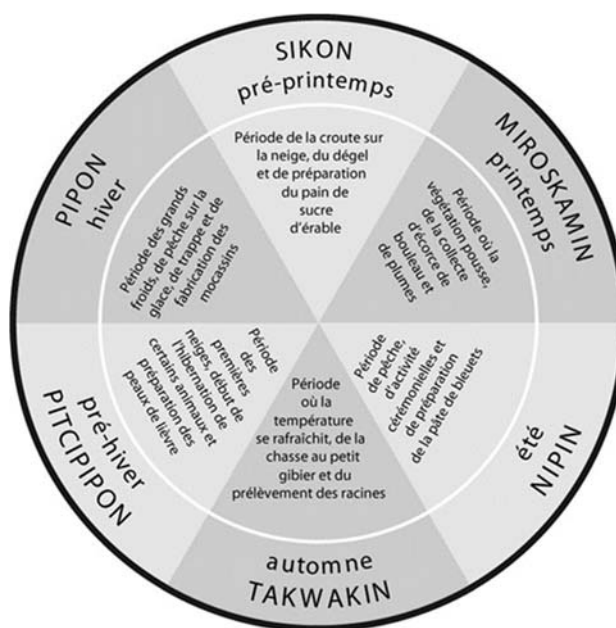 SIKON
pré-printemps
Période de la croute sur
la neige, du dégel
et de préparation
du pain de
sucre
d'érable
MIROSKAMIN
printemps
Période où la
végétation pousse,
de la collecte
d'écorce de
bouleau et
de plumes
été
NIPIN
Période
de pêche,
d'activité
cérémonielles et
de préparation
de la pâte de bleuets
automne
TAKWAKIN
Période
où la
température
se rafraîchit, de la
chasse au petit
gibier et du
prélèvement des racines
pré-hiver
PITCIPIPON
Période
des
premières
neiges, début de
l'hibernation de
certains animaux et
préparation des
peaux de lièvre
PIPON
hiver
Période des grands
froids, de pêche sur la
glace, de trappe et de
fabrication des
mocassins